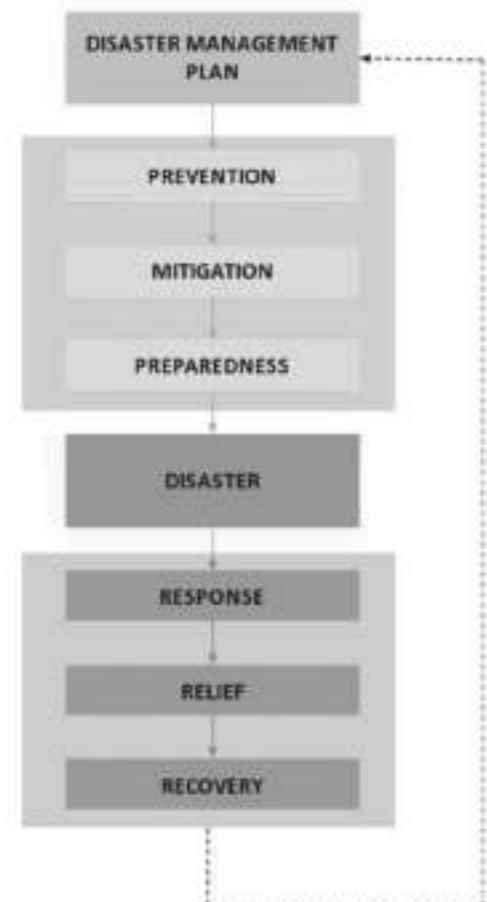 DISASTER MANAGEMENT
PLAN
PREVENTION
MITIGATION
PREPAREDNESS
DISASTER
RESPONSE
RELIEF
RECOVERY